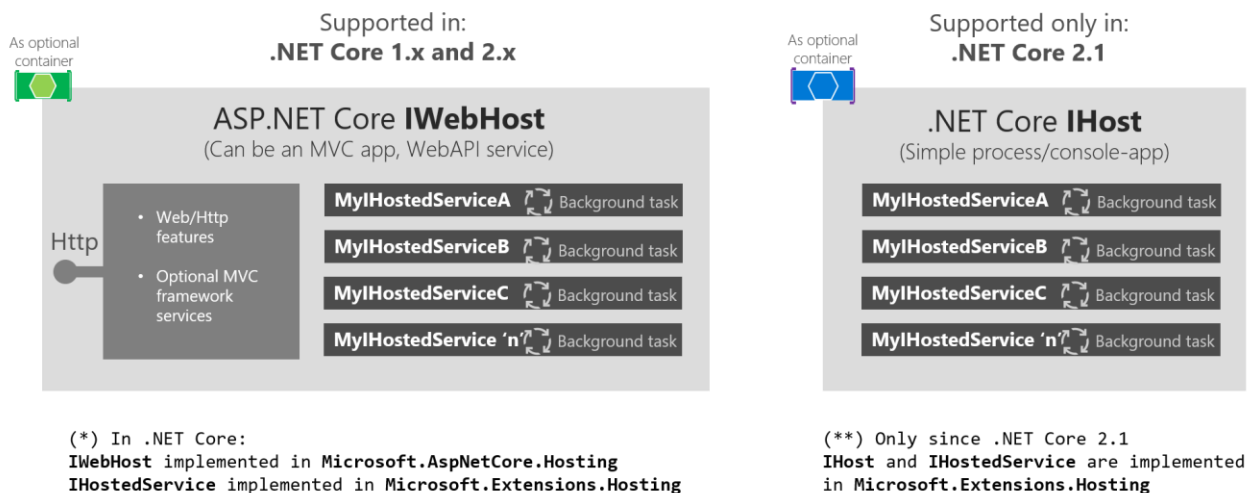 As optional
container
Supported in:
.NET Core 1.x and 2.x
ASP.NET Core IWebHost
(Can be an MVC app, WebAPI service)
Http
• Web/Http
features
• Optional MVC
framework
services
MyIHostedServiceA Background task
MyIHostedServiceB Background task
MyIHostedServiceC Background task
MyIHostedService ‘n’ Background task
(*) In .NET Core:
IWebHost implemented in Microsoft.AspNetCore.Hosting
IHostedService implemented in Microsoft.Extensions.Hosting
As optional
container
Supported only in:
.NET Core 2.1
.NET Core IHost
(Simple process/console-app)
MyIHostedServiceA Background task
MyIHostedServiceB Background task
MyIHostedServiceC Background task
MyIHostedService ‘n’ Background task
(**) Only since .NET Core 2.1
IHost and IHostedService are implemented
in Microsoft.Extensions.Hosting